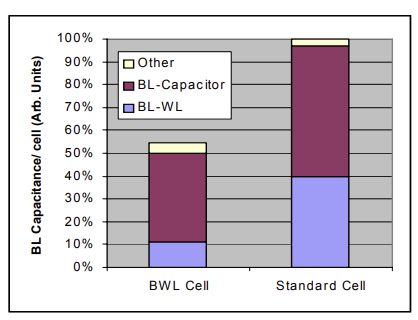 BL Capacitance/ cell (Arb. Units)
100%
90%
80%
70%
60%
50%
40%
30%
20%
10%
0%
Other
BL-Capacitor
BL-WL
BWL Cell
Standard Cell